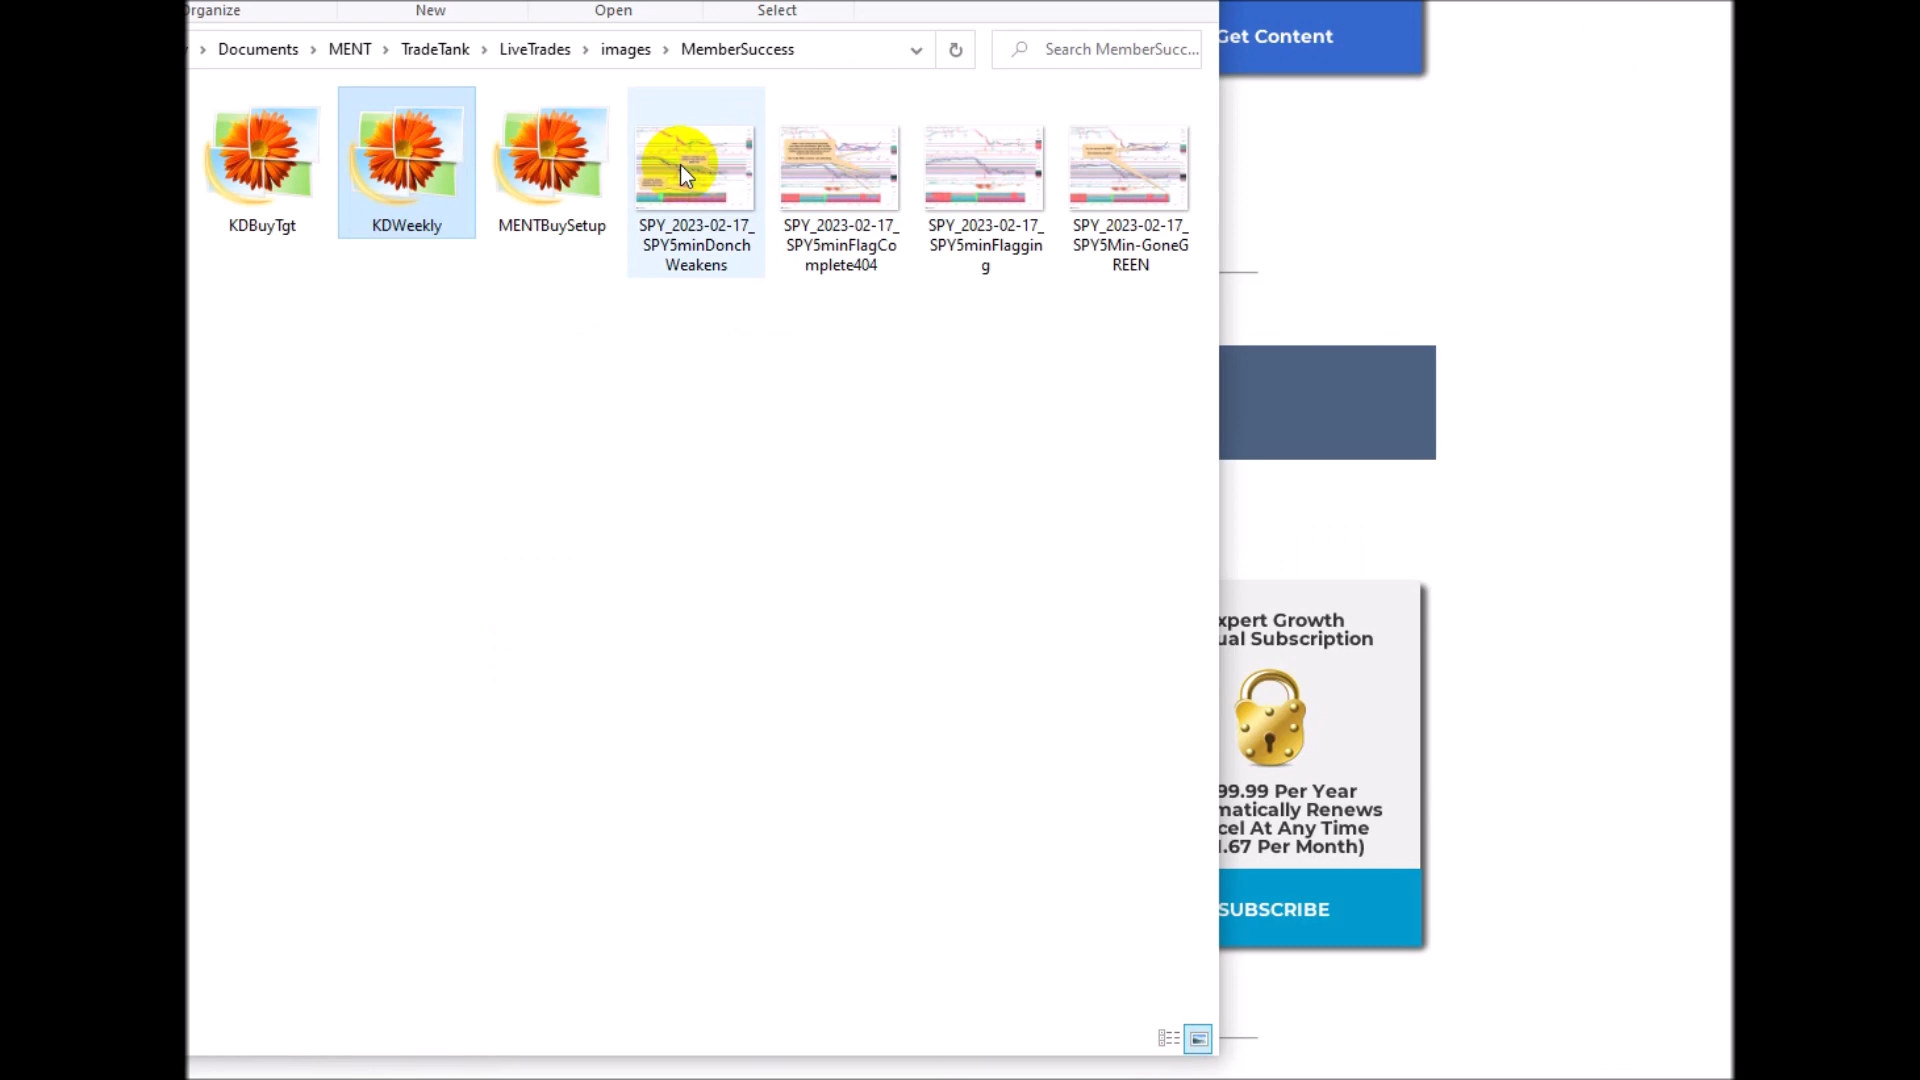 New
Open
Select
Documents > MENT > TradeTank > LiveTrades > images > MemberSuccess
Search MemberSucc...
KDBuyTgt
KDWeekly
MENTBuySetup
SPY_2023-02-17_
SPY5minDonch
Weakens
SPY_2023-02-17_
SPY5minFlagCo
mplete404
SPY_2023-02-17_
SPY5minFlaggin
g
SPY_2023-02-17_
SPY5Min-GoneG
REEN
Get Content
xpert Growth
ual Subscription
99.99 Per Year
matically Renews
cel At Any Time
1.67 Per Month)
SUBSCRIBE